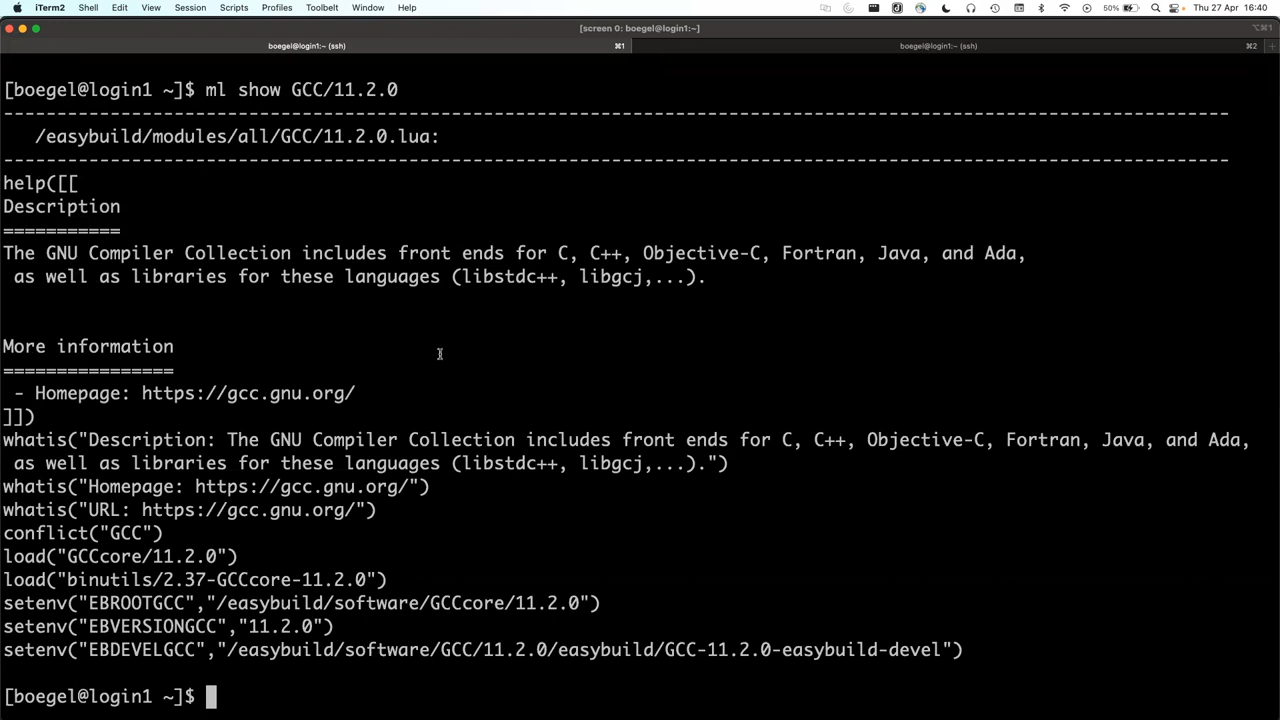 iTerm2 Shell Edit View Session Scripts Profiles Toolbelt Window Help 50% Thu 27 Apr 16:40
[screen 0: boegel@login1:~] ⌥⌘1
boegel@login1:~ (ssh) ⌘1 boegel@login1:~ (ssh) ⌘2 +
[boegel@login1 ~]$ ml show GCC/11.2.0
-------------------------------------------------------------------------------------------------------------------
/easybuild/modules/all/GCC/11.2.0.lua:
-------------------------------------------------------------------------------------------------------------------
help([[
Description
===========
The GNU Compiler Collection includes front ends for C, C++, Objective-C, Fortran, Java, and Ada,
as well as libraries for these languages (libstdc++, libgcj,...).
More information
================
- Homepage: https://gcc.gnu.org/
]])
whatis("Description: The GNU Compiler Collection includes front ends for C, C++, Objective-C, Fortran, Java, and Ada,
as well as libraries for these languages (libstdc++, libgcj,...).")
whatis("Homepage: https://gcc.gnu.org/")
whatis("URL: https://gcc.gnu.org/")
conflict("GCC")
load("GCCcore/11.2.0")
load("binutils/2.37-GCCcore-11.2.0")
setenv("EBROOTGCC","/easybuild/software/GCCcore/11.2.0")
setenv("EBVERSIONGCC","11.2.0")
setenv("EBDEVELGCC","/easybuild/software/GCC/11.2.0/easybuild/GCC-11.2.0-easybuild-devel")
[boegel@login1 ~]$